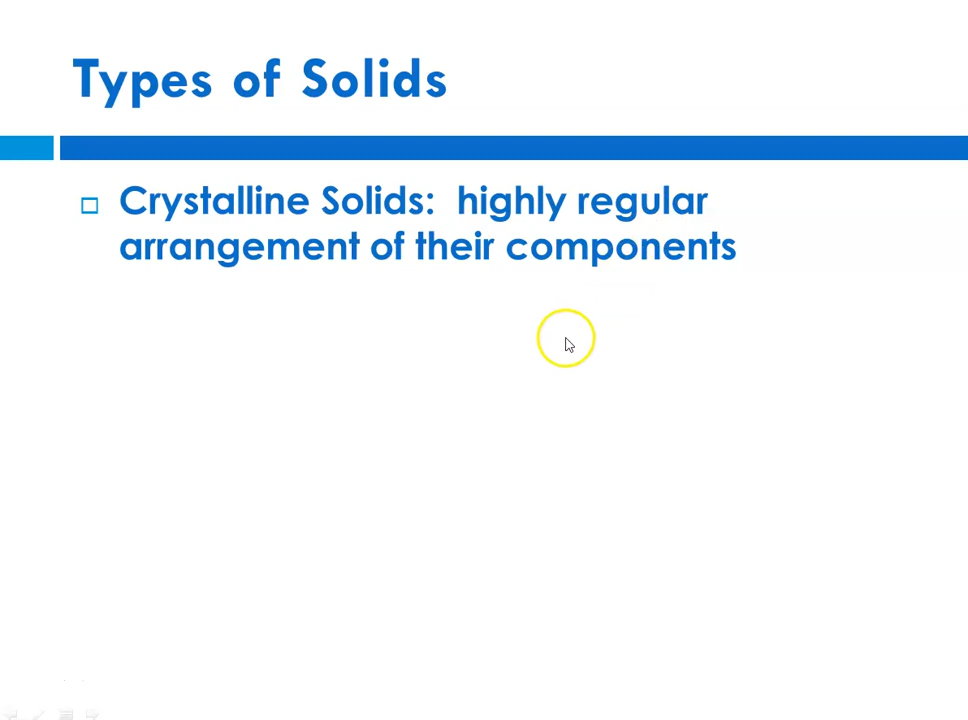 Types of Solids
Crystalline Solids: highly regular
arrangement of their components